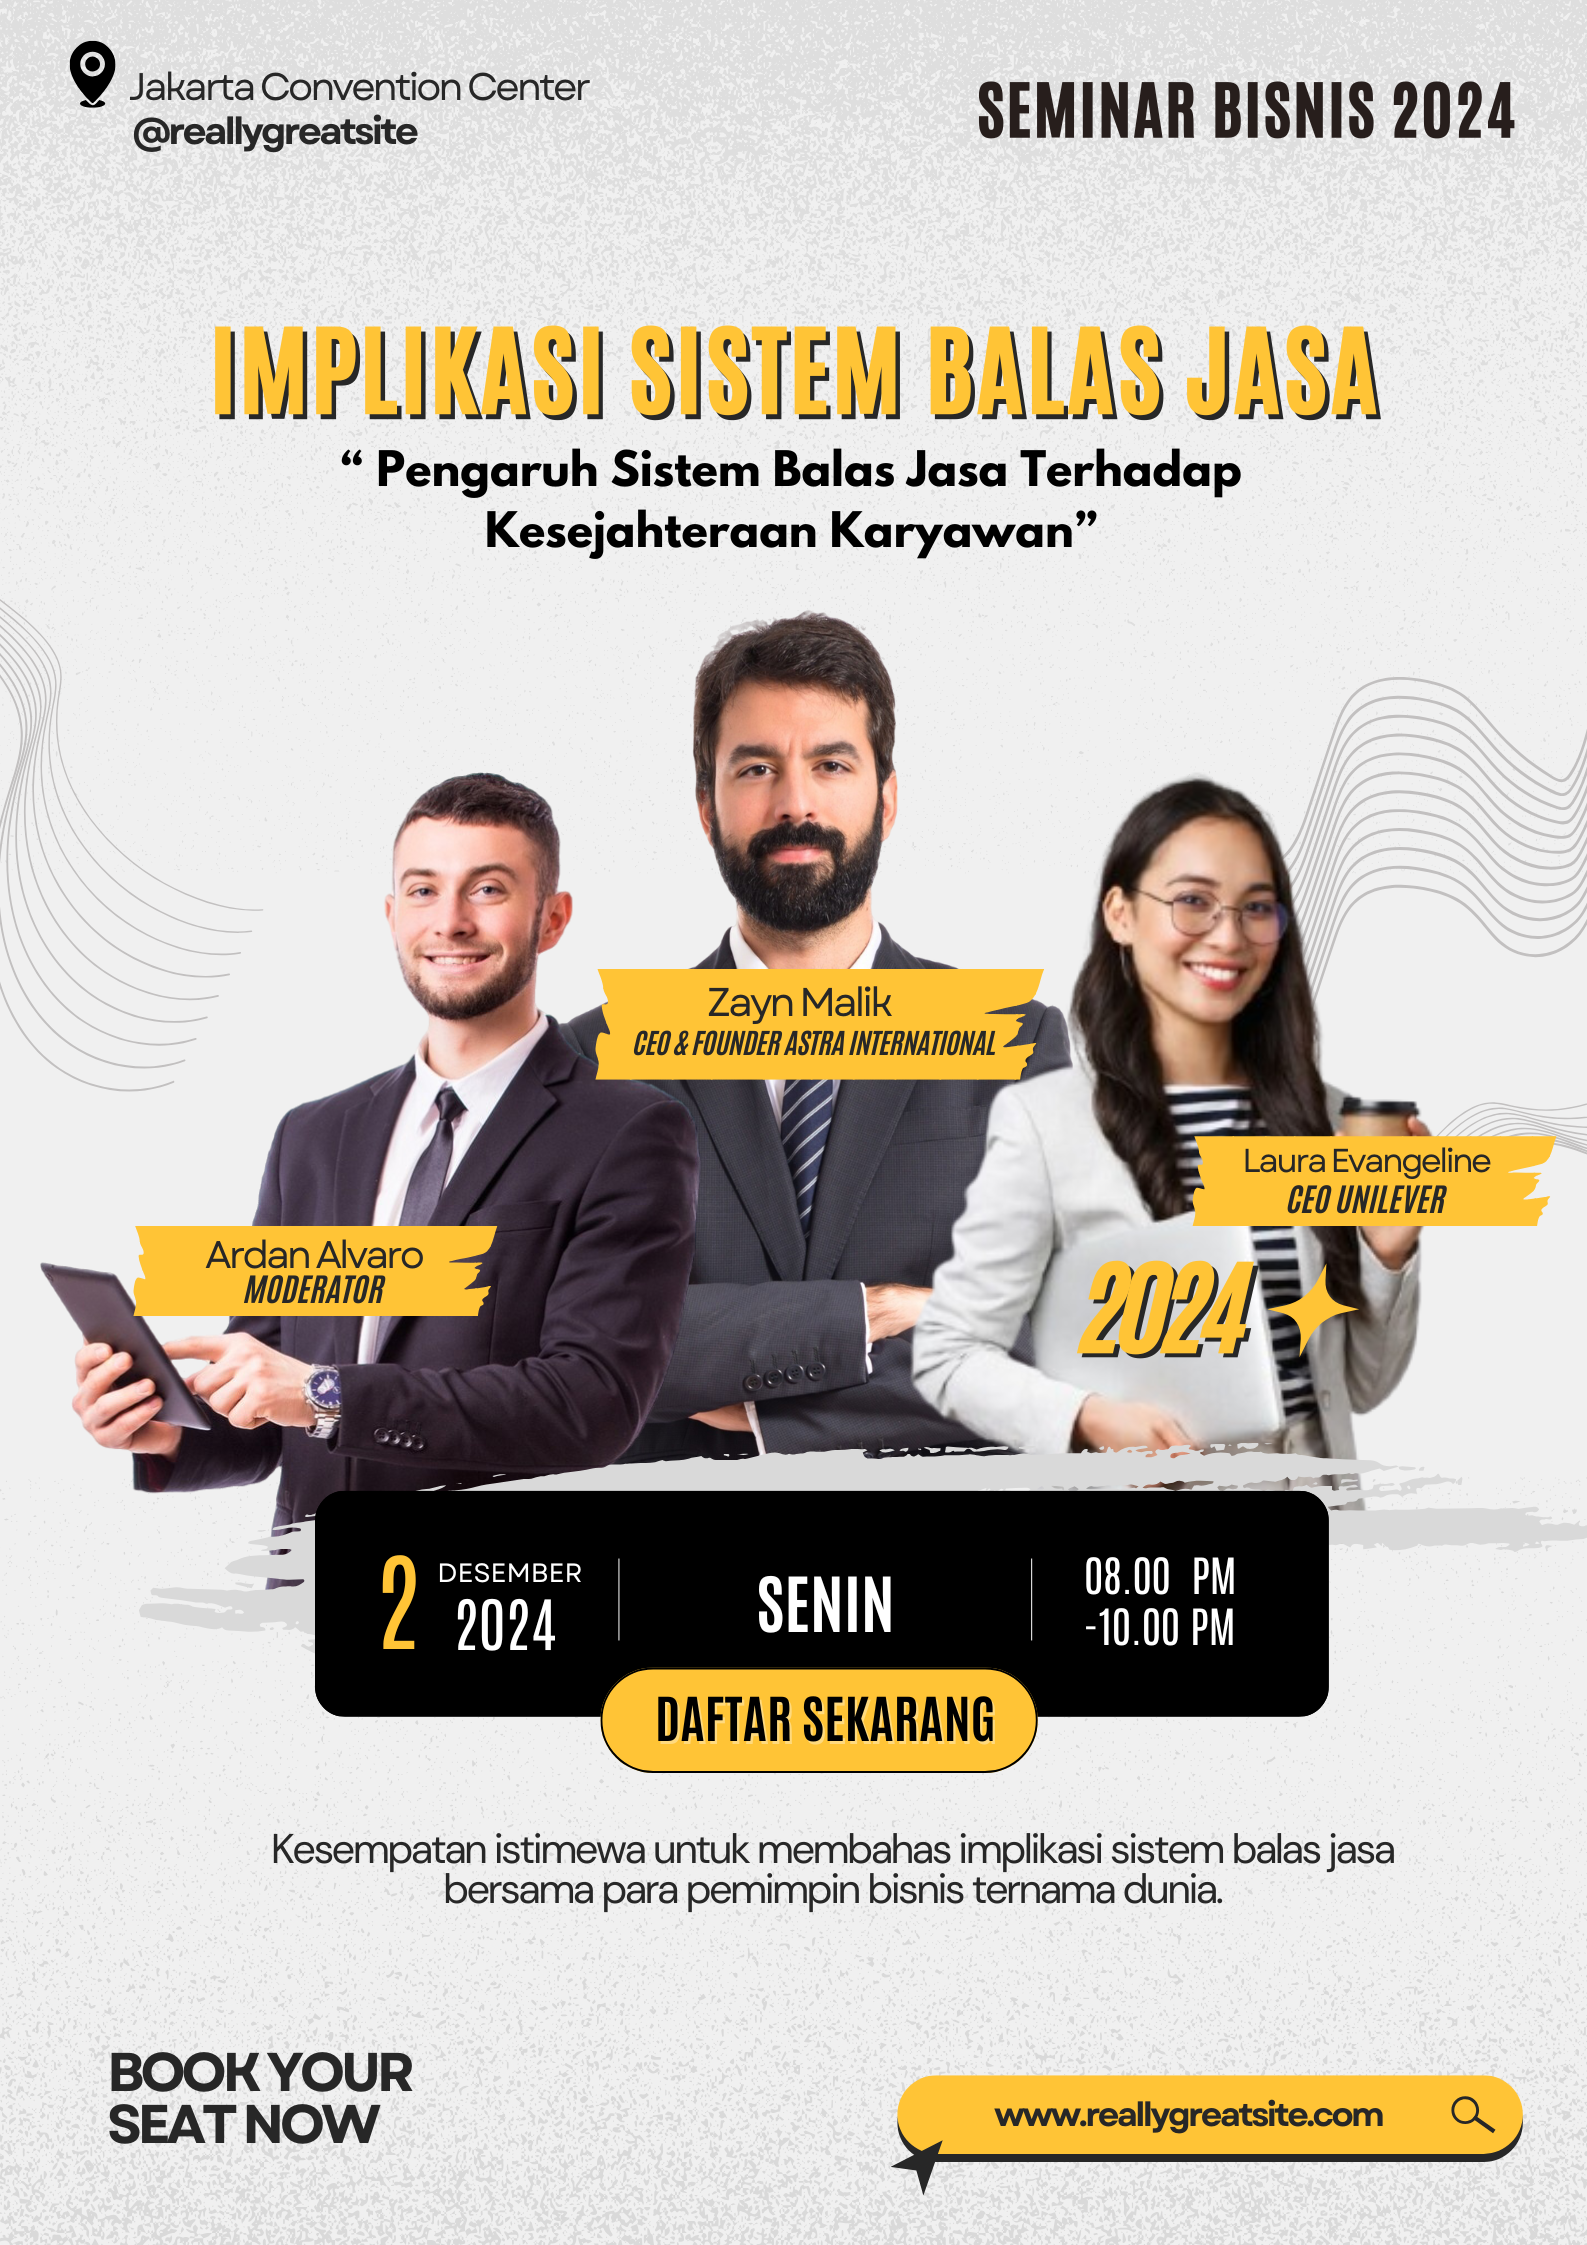 Jakarta Convention Center
@reallygreatsite
SEMINAR BISNIS 2024
IMPLIKASI SISTEM BALAS JASA
“ Pengaruh Sistem Balas Jasa Terhadap
Kesejahteraan Karyawan”
Zayn Malik
CEO & FOUNDER ASTRA INTERNATIONAL
Laura Evangeline
CEO UNILEVER
Ardan Alvaro
MODERATOR
2024
2 DESEMBER
2024
SENIN
08.00 PM
-10.00 PM
DAFTAR SEKARANG
Kesempatan istimewa untuk membahas implikasi sistem balas jasa
bersama para pemimpin bisnis ternama dunia.
BOOK YOUR
SEAT NOW
www.reallygreatsite.com